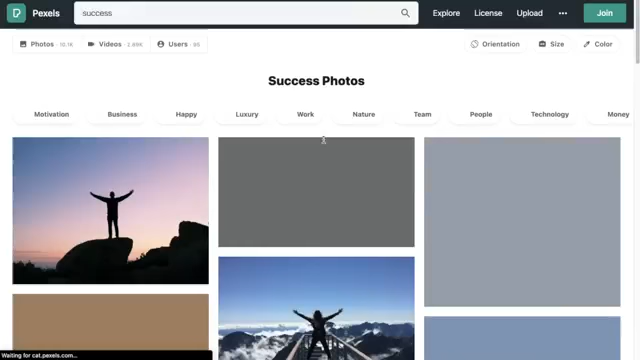 Pexels
success
Explore
License
Upload
Join
Photos
Videos
Users
Orientation
Size
Color
Success Photos
Motivation
Business
Happy
Luxury
Work
Nature
Team
People
Technology
Money
Waiting for cat.pexels.com...